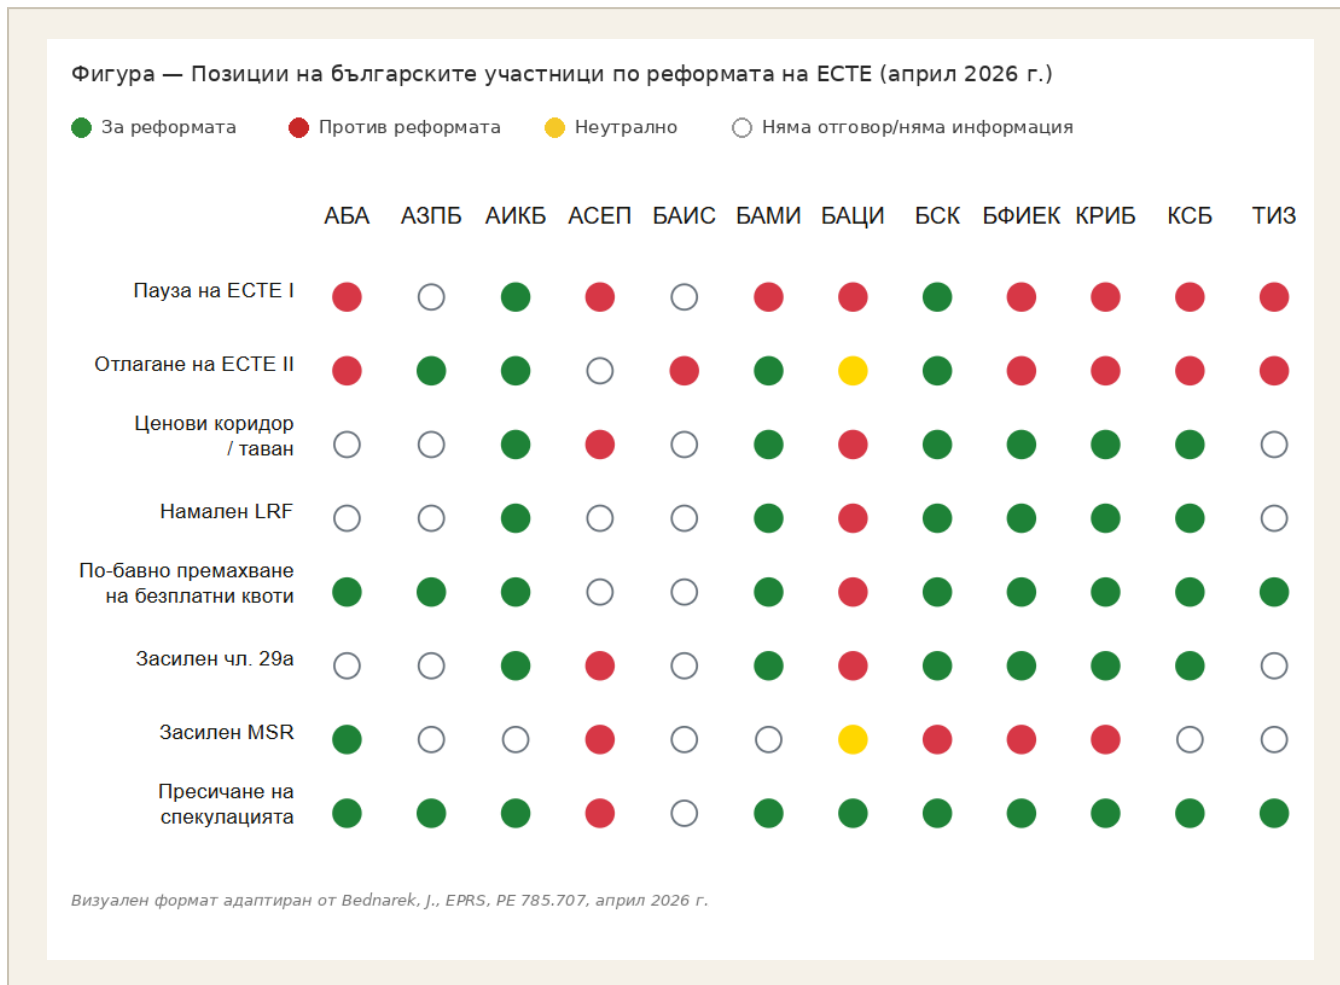 Фигура — Позиции на българските участници по реформата на ЕСТЕ (април 2026 г.)
За реформата Против реформата Неутрално Няма отговор/няма информация
АБА АЗПБ АИКБ АСЕП БАИС БАМИ БАЦИ БСК БФИЕК КРИБ КСБ ТИЗ
Пауза на ЕСТЕ I
Отлагане на ЕСТЕ II
Ценови коридор
/ таван
Намален LRF
По-бавно премахване
на безплатни квоти
Засилен чл. 29а
Засилен MSR
Пресичане на
спекулацията
Визуален формат адаптиран от Bednarek, J., EPRS, PE 785.707, април 2026 г.